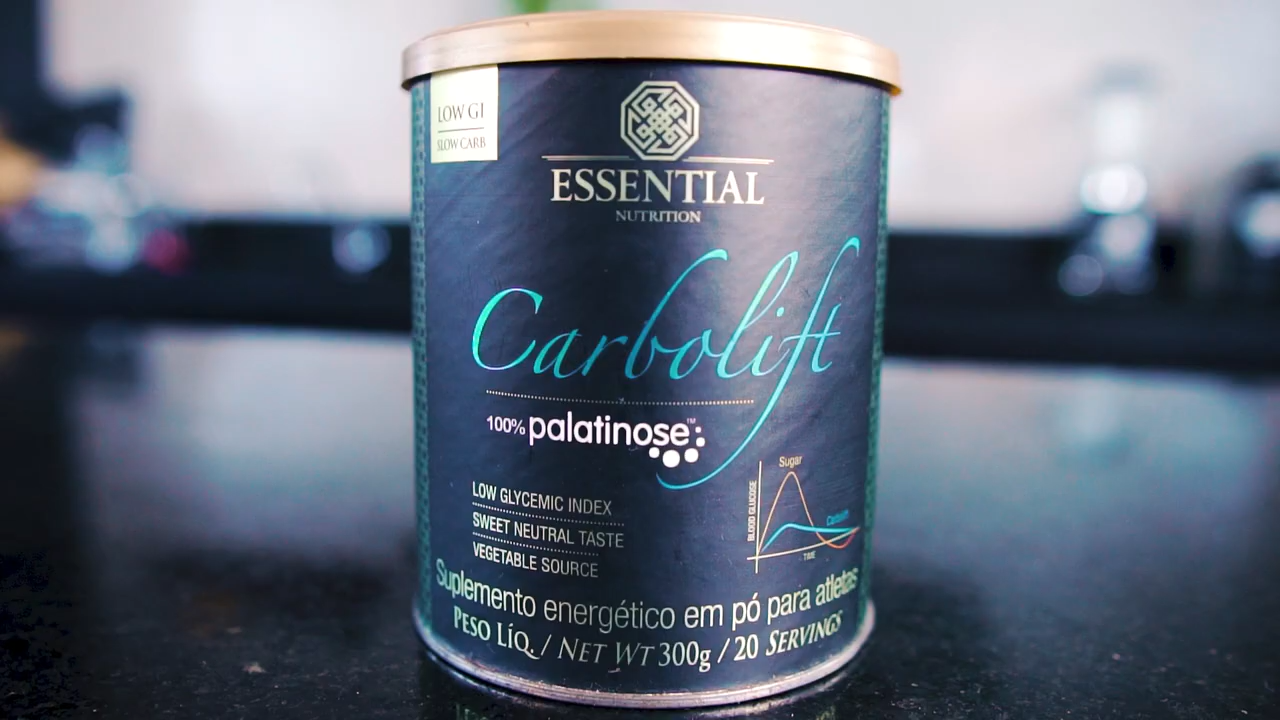 LOW GI
SLOW CARB
ESSENTIAL
NUTRITION
Carbolift
100% palatinose™
LOW GLYCEMIC INDEX
SWEET NEUTRAL TASTE
VEGETABLE SOURCE
Sugar
Carbolift
BLOOD GLUCOSE
TIME
Suplemento energético em pó para atletas
PESO LÍQ. / NET WT 300g / 20 SERVINGS